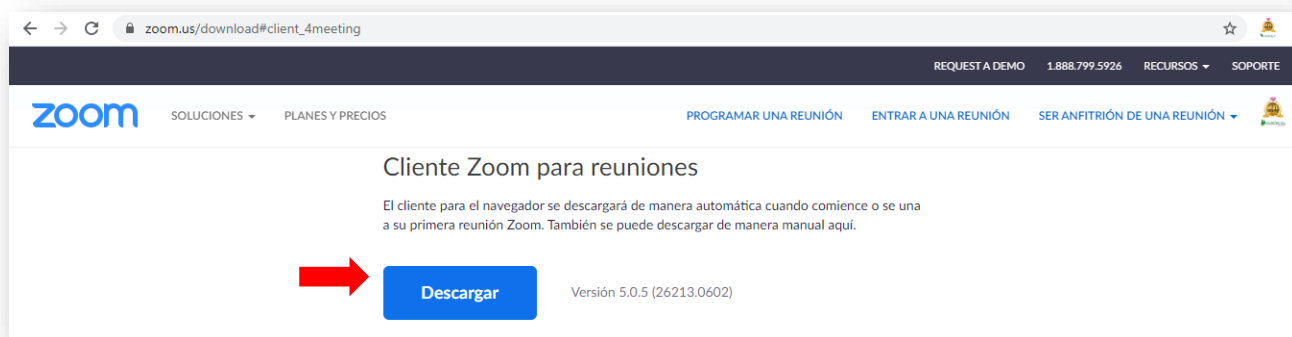 zoom.us/download#client_4meeting
REQUEST A DEMO 1.888.799.5926 RECURSOS SOPORTE
zoom SOLUCIONES PLANES Y PRECIOS PROGRAMAR UNA REUNIÓN ENTRAR A UNA REUNIÓN SER ANFITRIÓN DE UNA REUNIÓN
Cliente Zoom para reuniones
El cliente para el navegador se descargará de manera automática cuando comience o se una
a su primera reunión Zoom. También se puede descargar de manera manual aquí.
Descargar Versión 5.0.5 (26213.0602)